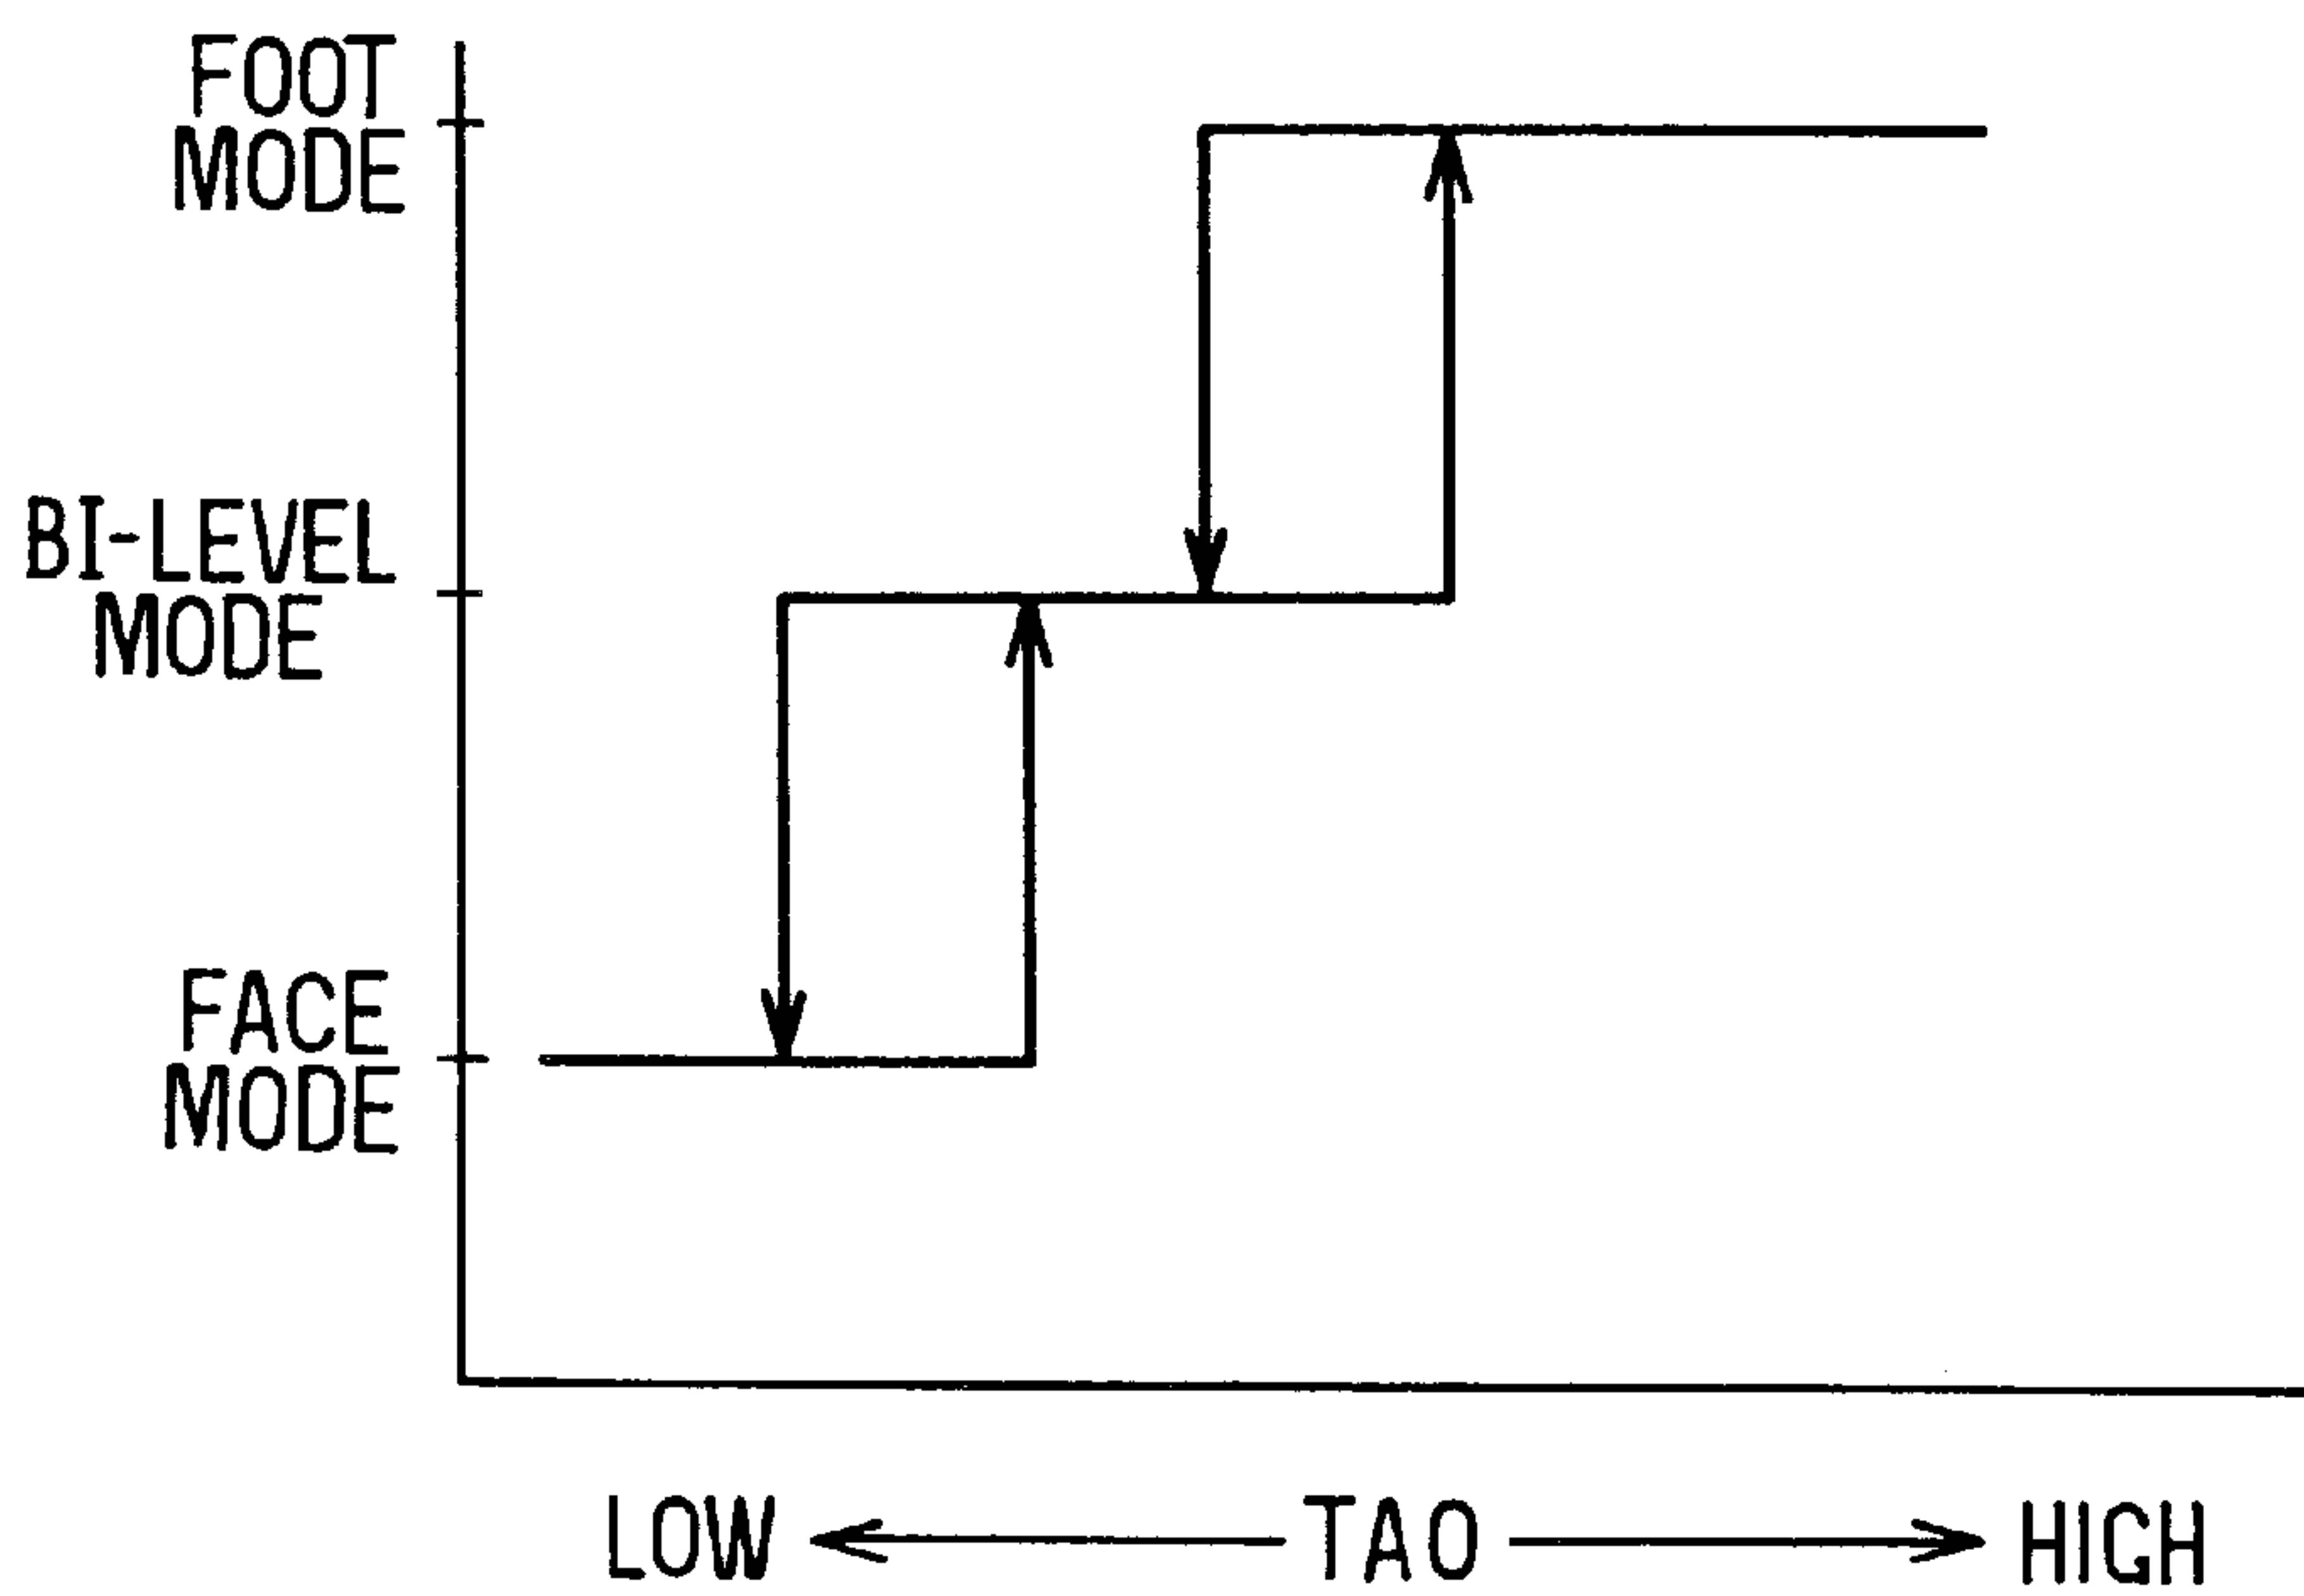 FOOT
MODE
BI-LEVEL
MODE
FACE
MODE
LOW TAO HIGH